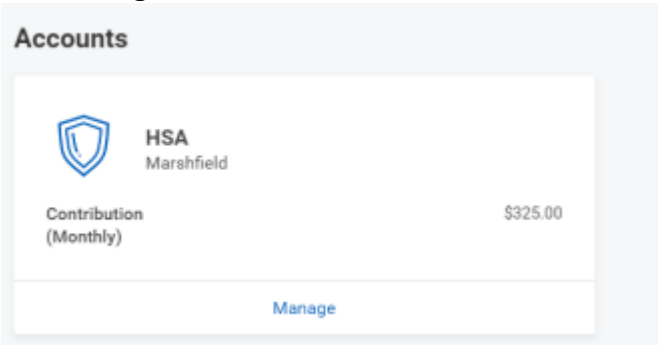 Accounts
HSA
Marshfield
Contribution
(Monthly)
$325.00
Manage